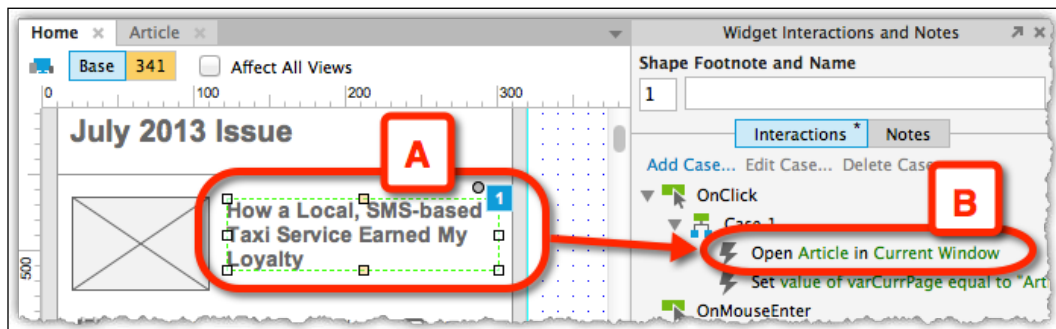 Home × Article ×
Widget Interactions and Notes
Base 341 Affect All Views
Shape Footnote and Name
0 100 200 300
1
July 2013 Issue
Interactions * Notes
A
Add Case... Edit Case... Delete Case
B
OnClick
1
How a Local, SMS-based
Taxi Service Earned My
Loyalty
Case 1
Open Article in Current Window
500
Set value of varCurrPage equal to "Art
OnMouseEnter